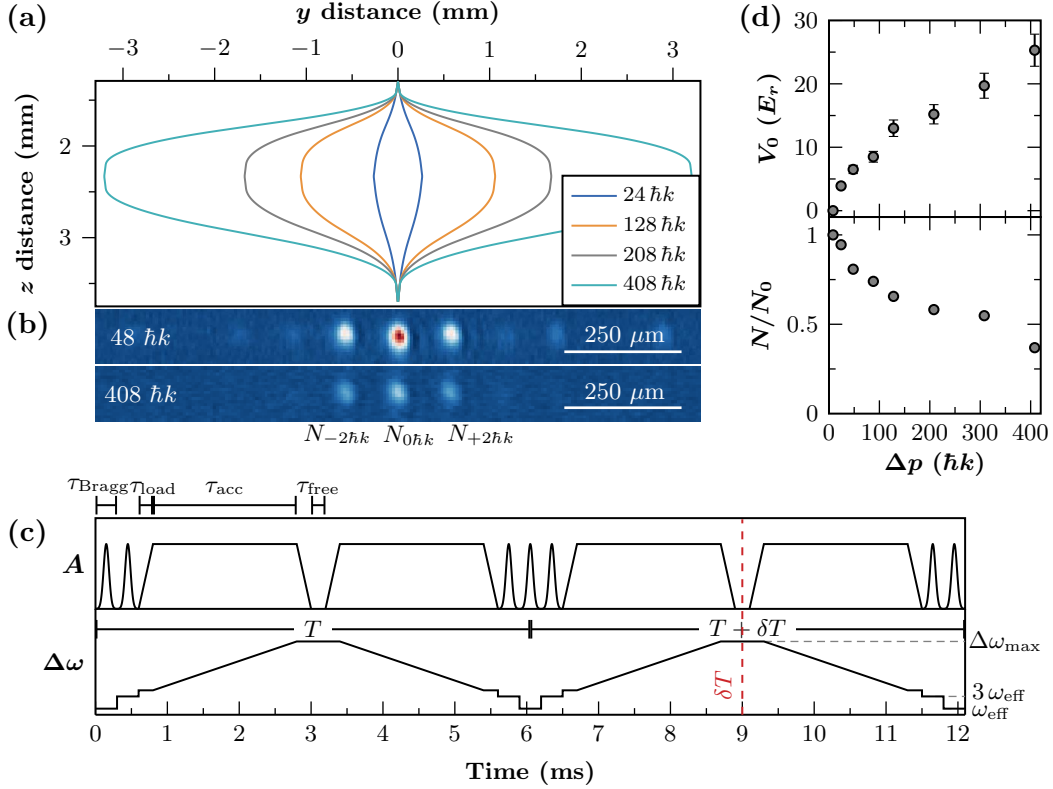 (a)
y distance (mm)
−3 −2 −1 0 1 2 3
z distance (mm)
2
3
24 ħk
128 ħk
208 ħk
408 ħk
(b)
48 ħk
250 μm
408 ħk
250 μm
N−2ħk N0ħk N+2ħk
(d)
V0 (Er)
30
20
10
0
N/N0
1
0.5
0
0 100 200 300 400
Δp (ħk)
τBragg τload τacc τfree
(c)
A
T T + δT
Δω
Δωmax
δT
3 ωeff
ωeff
0 1 2 3 4 5 6 7 8 9 10 11 12
Time (ms)